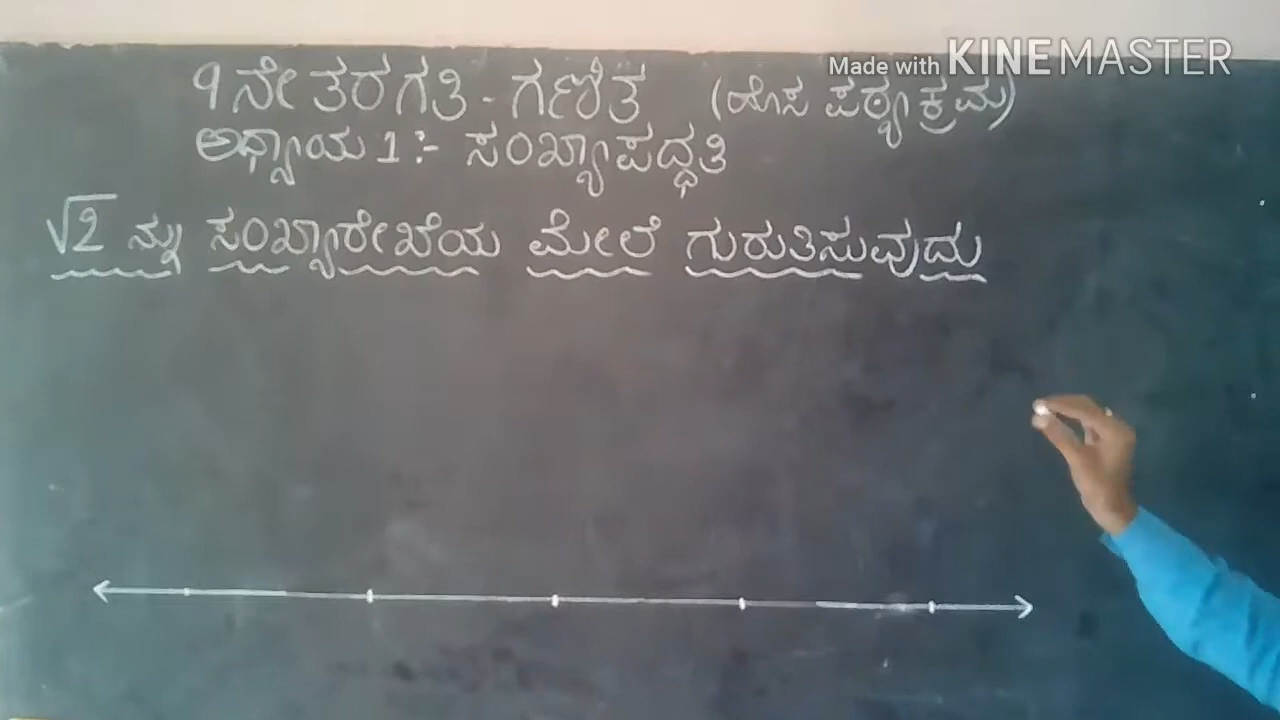 Made with KINEMASTER
9ನೇ ತರಗತಿ - ಗಣಿತ (ಹೊಸ ಪಠ್ಯಕ್ರಮ)
ಅಧ್ಯಾಯ 1:- ಸಂಖ್ಯಾಪದ್ಧತಿ
√2 ನ್ನು ಸಂಖ್ಯಾರೇಖೆಯ ಮೇಲೆ ಗುರುತಿಸುವುದು